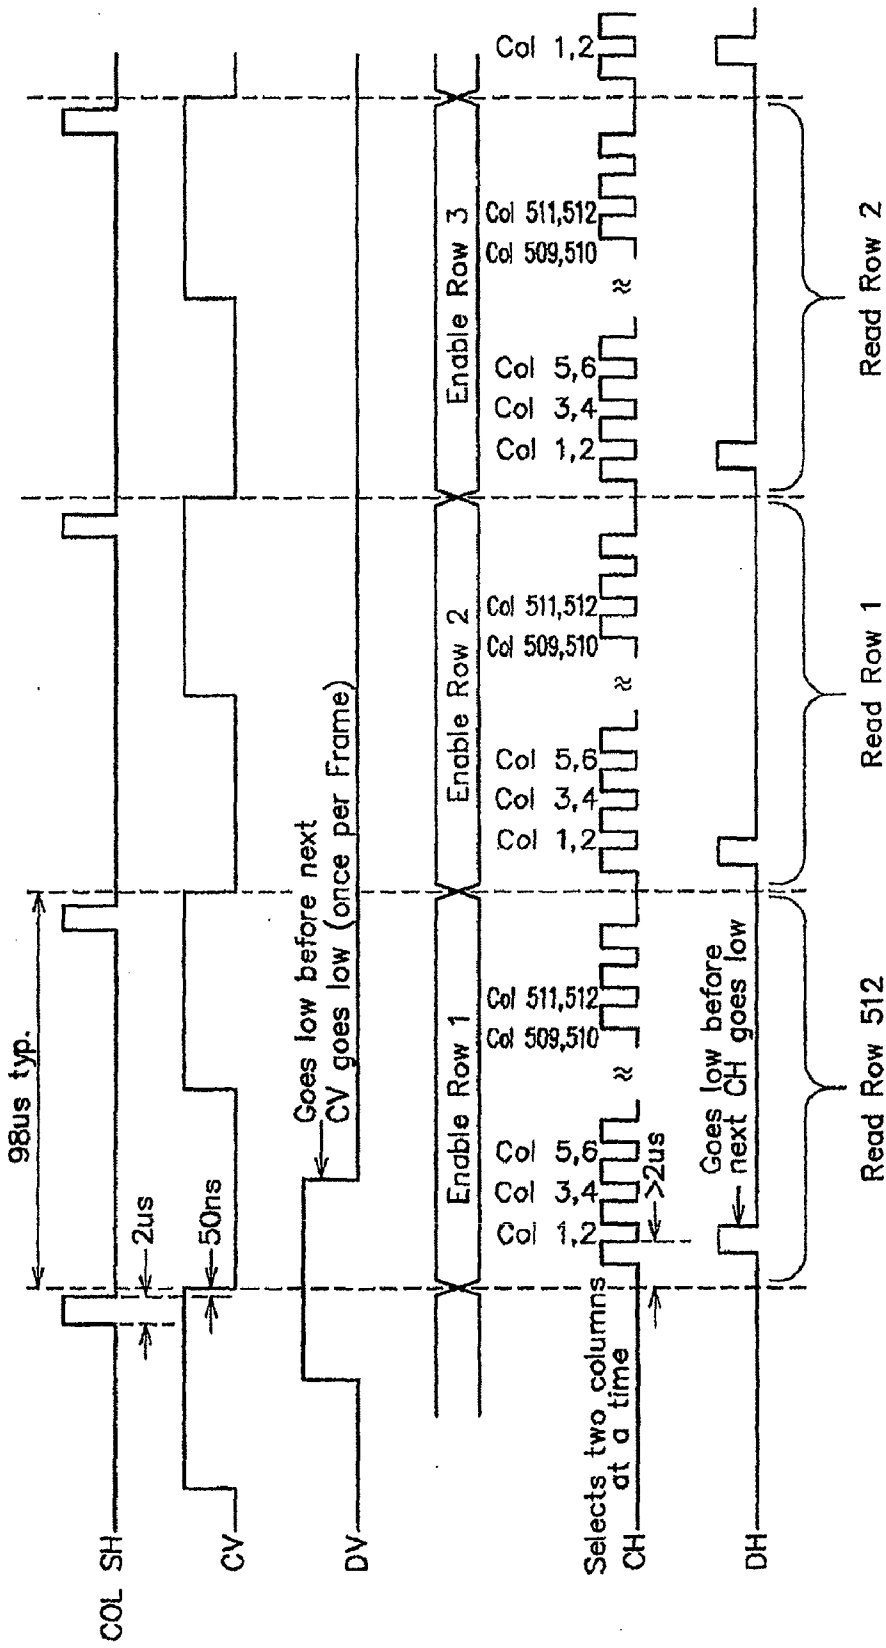 98us typ.
2us
50ns
COL SH
CV
Goes low before next
CV goes low (once per Frame)
DV
Enable Row 1
Enable Row 2
Enable Row 3
Selects two columns
at a time
CH
Col 1,2
Col 3,4
Col 5,6
Col 509,510
Col 511,512
Col 1,2
Col 3,4
Col 5,6
Col 509,510
Col 511,512
Col 1,2
Col 3,4
Col 5,6
Col 509,510
Col 511,512
Col 1,2
>2us
Goes low before
next CH goes low
DH
Read Row 512
Read Row 1
Read Row 2